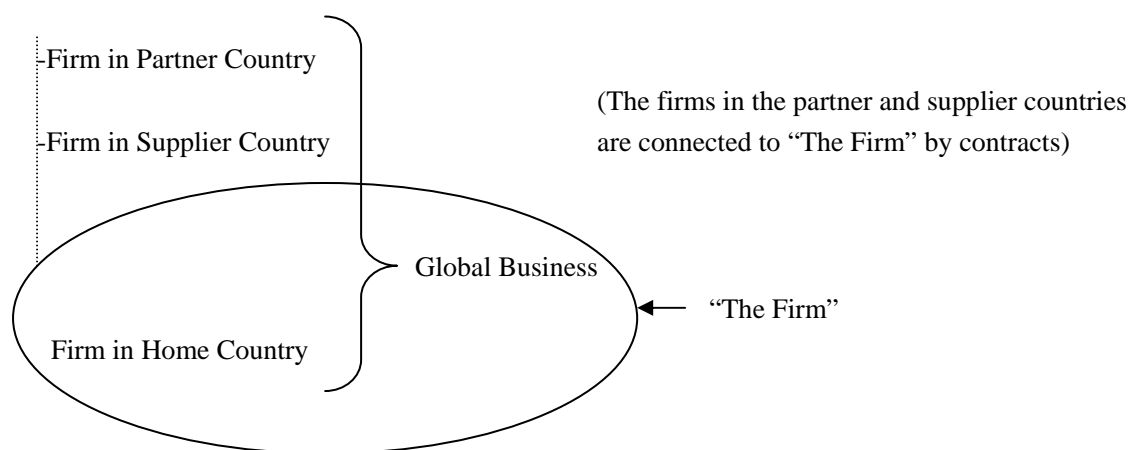 -Firm in Partner Country
(The firms in the partner and supplier countries
-Firm in Supplier Country
are connected to “The Firm” by contracts)
Global Business
“The Firm”
Firm in Home Country